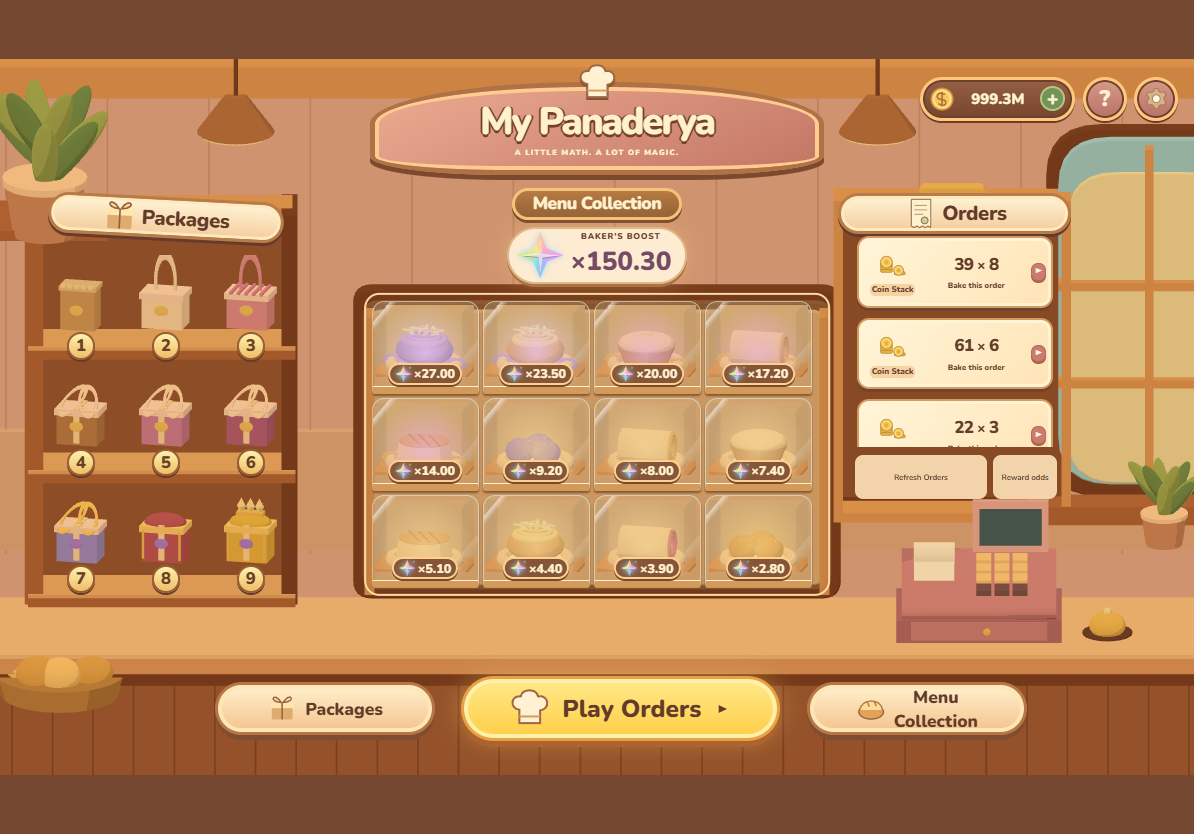 My Panaderya
A LITTLE MATH. A LOT OF MAGIC.
$ 999.3M +
?
Menu Collection
BAKER'S BOOST
×150.30
Packages
1 2 3
4 5 6
7 8 9
×27.00 ×23.50 ×20.00 ×17.20
×14.00 ×9.20 ×8.00 ×7.40
×5.10 ×4.40 ×3.90 ×2.80
Orders
39 × 8
Coin Stack
Bake this order
61 × 6
Coin Stack
Bake this order
22 × 3
Refresh Orders
Reward odds
Packages
Play Orders
Menu
Collection